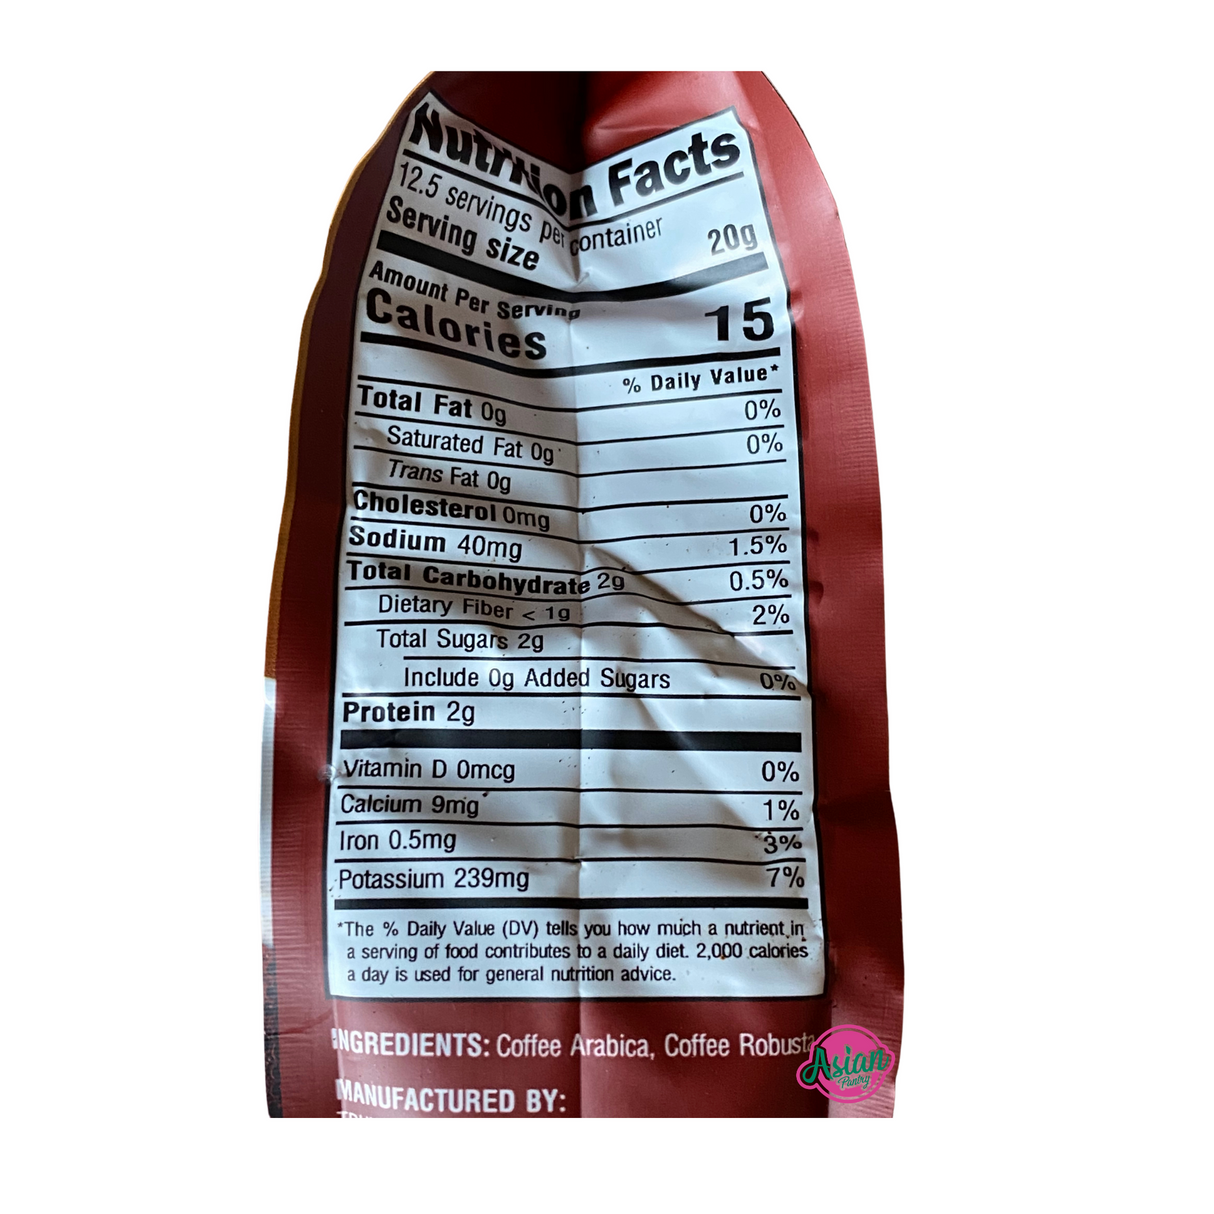 Nutrition Facts
12.5 servings per container
Serving size 20g
Amount Per Serving
Calories 15
% Daily Value*
Total Fat 0g 0%
Saturated Fat 0g 0%
Trans Fat 0g
Cholesterol 0mg 0%
Sodium 40mg 1.5%
Total Carbohydrate 2g 0.5%
Dietary Fiber < 1g 2%
Total Sugars 2g
Include 0g Added Sugars 0%
Protein 2g
Vitamin D 0mcg 0%
Calcium 9mg 1%
Iron 0.5mg 3%
Potassium 239mg 7%
*The % Daily Value (DV) tells you how much a nutrient in
a serving of food contributes to a daily diet. 2,000 calories
a day is used for general nutrition advice.
INGREDIENTS: Coffee Arabica, Coffee Robusta
Asian
Pantry
MANUFACTURED BY: